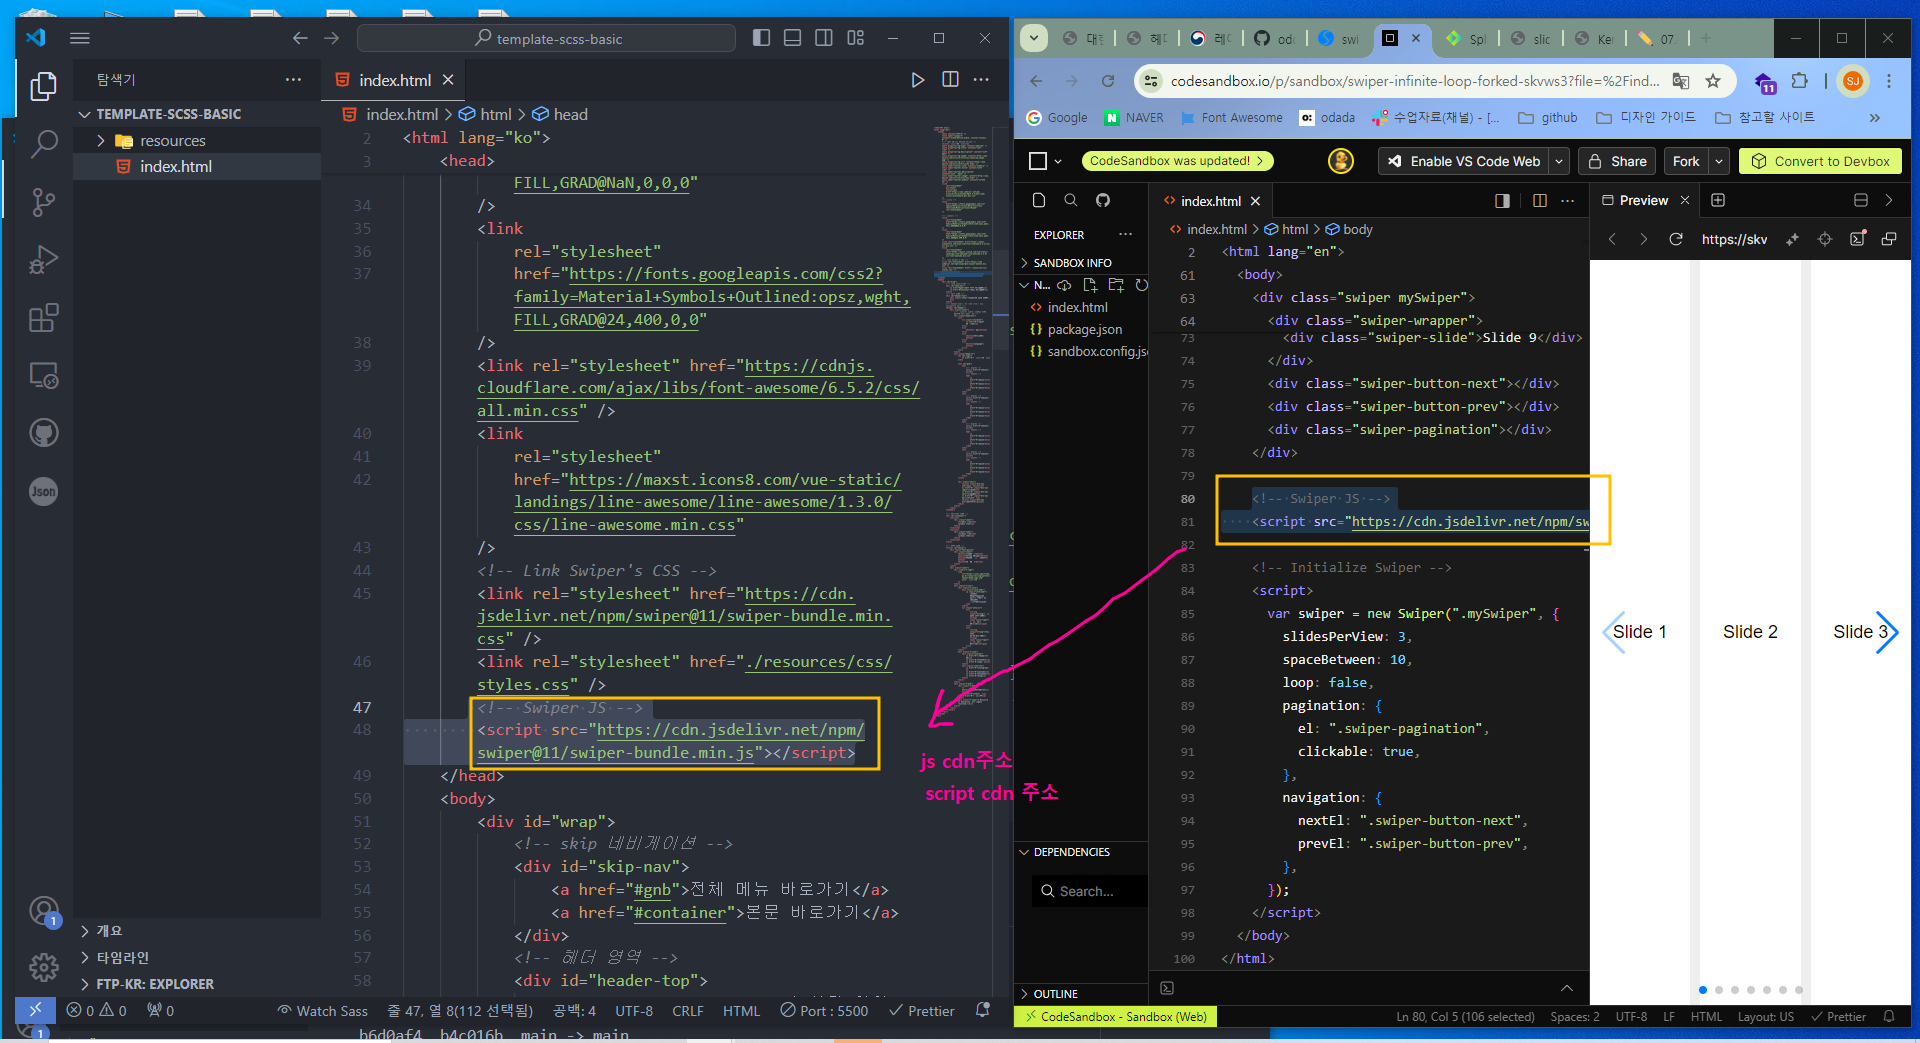 template-scss-basic
탐색기
TEMPLATE-SCSS-BASIC
resources
index.html
Json
1
개요
타임라인
FTP-KR: EXPLORER
index.html
index.html > html > head
2 <html lang="ko">
3 <head>
FILL,GRAD@NaN,0,0,0"
34 />
35 <link
36 rel="stylesheet"
37 href="https://fonts.googleapis.com/css2?
family=Material+Symbols+Outlined:opsz,wght,
FILL,GRAD@24,400,0,0"
38 />
39 <link rel="stylesheet" href="https://cdnjs.
cloudflare.com/ajax/libs/font-awesome/6.5.2/css/
all.min.css" />
40 <link
41 rel="stylesheet"
42 href="https://maxst.icons8.com/vue-static/
landings/line-awesome/line-awesome/1.3.0/
css/line-awesome.min.css"
43 />
44 <!-- Link Swiper's CSS -->
45 <link rel="stylesheet" href="https://cdn.
jsdelivr.net/npm/swiper@11/swiper-bundle.min.
css" />
46 <link rel="stylesheet" href="./resources/css/
styles.css" />
47 <!-- Swiper JS -->
48 <script src="https://cdn.jsdelivr.net/npm/
swiper@11/swiper-bundle.min.js"></script>
49 </head>
50 <body>
51 <div id="wrap">
52 <!-- skip 네비게이션 -->
53 <div id="skip-nav">
54 <a href="#gnb">전체 메뉴 바로가기</a>
55 <a href="#container">본문 바로가기</a>
56 </div>
57 <!-- 헤더 영역 -->
58 <div id="header-top">
0 0 0 Watch Sass 줄 47, 열 8(112 선택됨) 공백: 4 UTF-8 CRLF HTML Port : 5500 Prettier
1
b6d0af4..b4c016b main -> main
js cdn주소
script cdn 주소
swi
Spl
slic
Ker
07.
codesandbox.io/p/sandbox/swiper-infinite-loop-forked-skvws3?file=%2Find...
11
SJ
Google NAVER Font Awesome odada 수업자료(채널) - [... github 디자인 가이드 참고할 사이트
CodeSandbox was updated! Enable VS Code Web Share Fork Convert to Devbox
EXPLORER
SANDBOX INFO
N...
index.html
package.json
sandbox.config.js
DEPENDENCIES
Search...
OUTLINE
index.html
index.html > html > body
2 <html lang="en">
61 <body>
63 <div class="swiper mySwiper">
64 <div class="swiper-wrapper">
73 <div class="swiper-slide">Slide 9</div>
74 </div>
75 <div class="swiper-button-next"></div>
76 <div class="swiper-button-prev"></div>
77 <div class="swiper-pagination"></div>
78 </div>
79
80 <!-- Swiper JS -->
81 <script src="https://cdn.jsdelivr.net/npm/sw
82
83 <!-- Initialize Swiper -->
84 <script>
85 var swiper = new Swiper(".mySwiper", {
86 slidesPerView: 3,
87 spaceBetween: 10,
88 loop: false,
89 pagination: {
90 el: ".swiper-pagination",
91 clickable: true,
92 },
93 navigation: {
94 nextEl: ".swiper-button-next",
95 prevEl: ".swiper-button-prev",
96 },
97 });
98 </script>
99 </body>
100 </html>
Preview
https://skv
Slide 1 Slide 2 Slide 3
CodeSandbox - Sandbox (Web) Ln 80, Col 5 (106 selected) Spaces: 2 UTF-8 LF HTML Layout: US Prettier